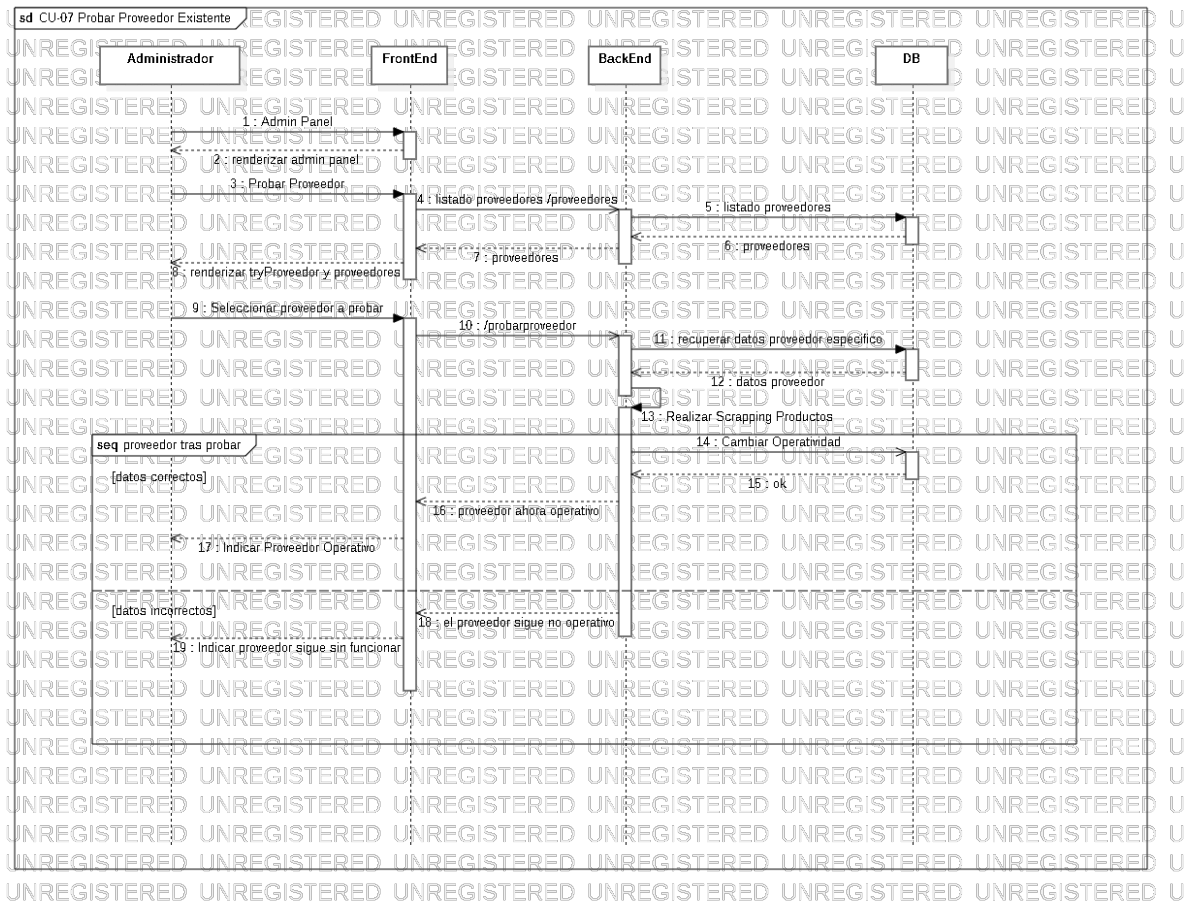 sd CU-07 Probar Proveedor Existente
Administrador
FrontEnd
BackEnd
DB
1 : Admin Panel
2 : renderizar admin panel
3 : Probar Proveedor
4 : listado proveedores /proveedores
5 : listado proveedores
6 : proveedores
7 : proveedores
8 : renderizar tryProveedor y proveedores
9 : Seleccionar proveedor a probar
10 : /probarproveedor
11 : recuperar datos proveedor específico
12 : datos proveedor
13 : Realizar Scrapping Productos
seq proveedor tras probar
14 : Cambiar Operatividad
[datos correctos]
15 : ok
16 : proveedor ahora operativo
17 : Indicar Proveedor Operativo
[datos incorrectos]
18 : el proveedor sigue no operativo
19 : Indicar proveedor sigue sin funcionar
UNREGISTERED